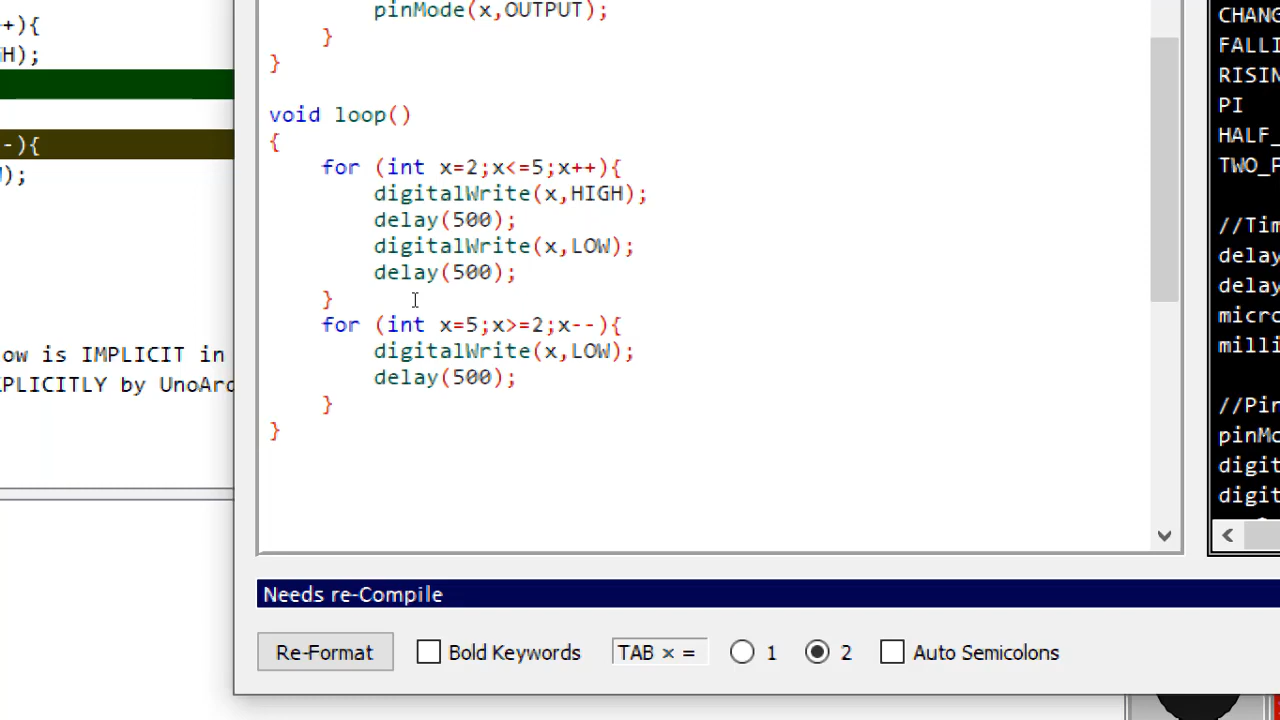 ++){
GH);
--){
W);
ow is IMPLICIT in
XPLICITLY by UnoArd
pinMode(x,OUTPUT);
}
}
void loop()
{
for (int x=2;x<=5;x++){
digitalWrite(x,HIGH);
delay(500);
digitalWrite(x,LOW);
delay(500);
}
for (int x=5;x>=2;x--){
digitalWrite(x,LOW);
delay(500);
}
}
Needs re-Compile
Re-Format Bold Keywords TAB x = 1 2 Auto Semicolons
CHANG
FALLI
RISIN
PI
HALF_
TWO_P
//Tim
delay
delay
micro
milli
//Pin
pinMo
digit
digit